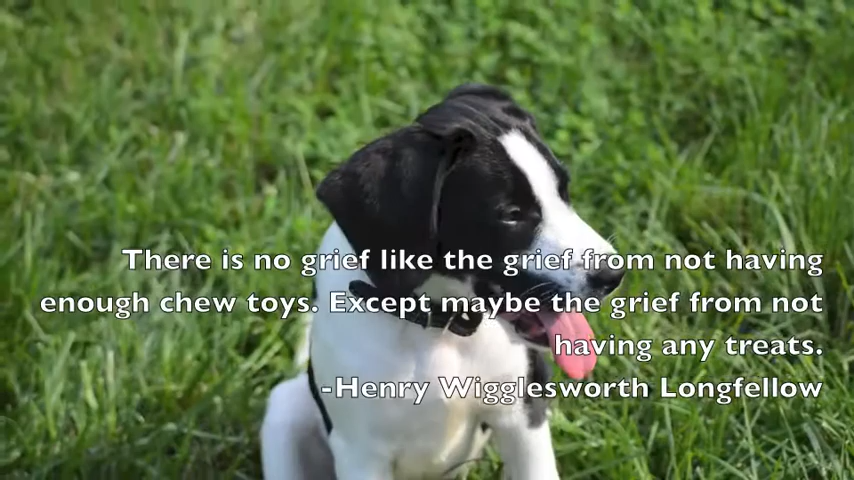 There is no grief like the grief from not having
enough chew toys. Except maybe the grief from not
having any treats.
-Henry Wigglesworth Longfellow